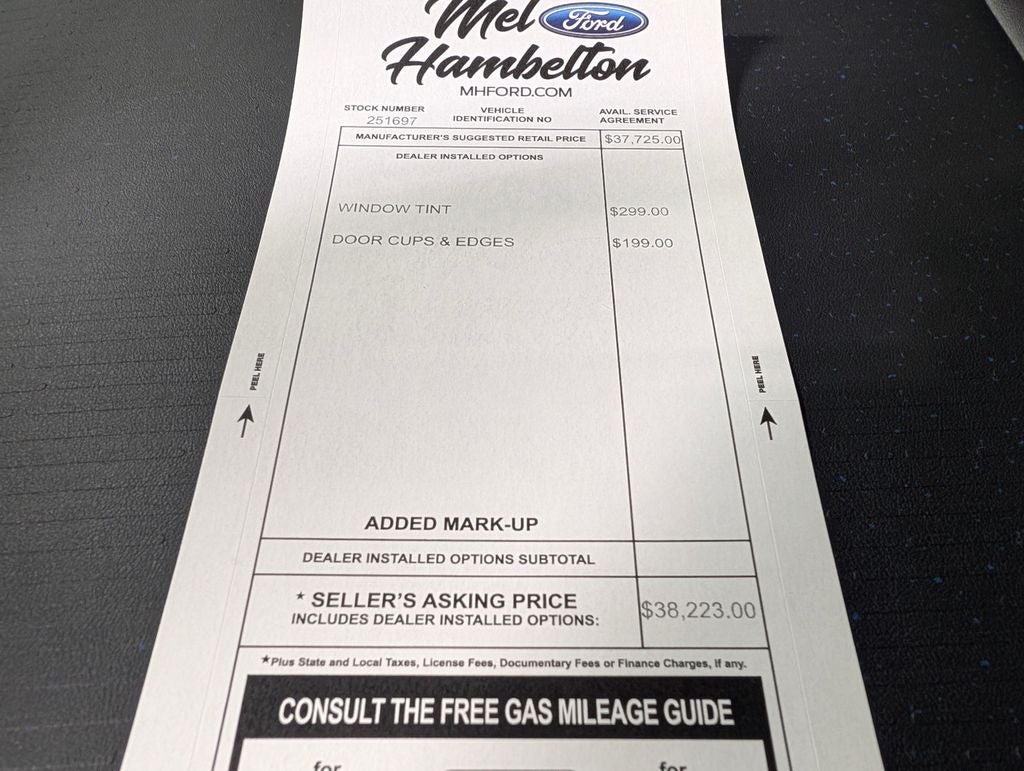 Mel Ford
Hambelton
MHFORD.COM
STOCK NUMBER VEHICLE AVAIL. SERVICE
251697 IDENTIFICATION NO AGREEMENT
MANUFACTURER'S SUGGESTED RETAIL PRICE $37,725.00
DEALER INSTALLED OPTIONS
WINDOW TINT $299.00
DOOR CUPS & EDGES $199.00
PEEL HERE PEEL HERE
ADDED MARK-UP
DEALER INSTALLED OPTIONS SUBTOTAL
* SELLER'S ASKING PRICE $38,223.00
INCLUDES DEALER INSTALLED OPTIONS:
*Plus State and Local Taxes, License Fees, Documentary Fees or Finance Charges, If any.
CONSULT THE FREE GAS MILEAGE GUIDE
for for